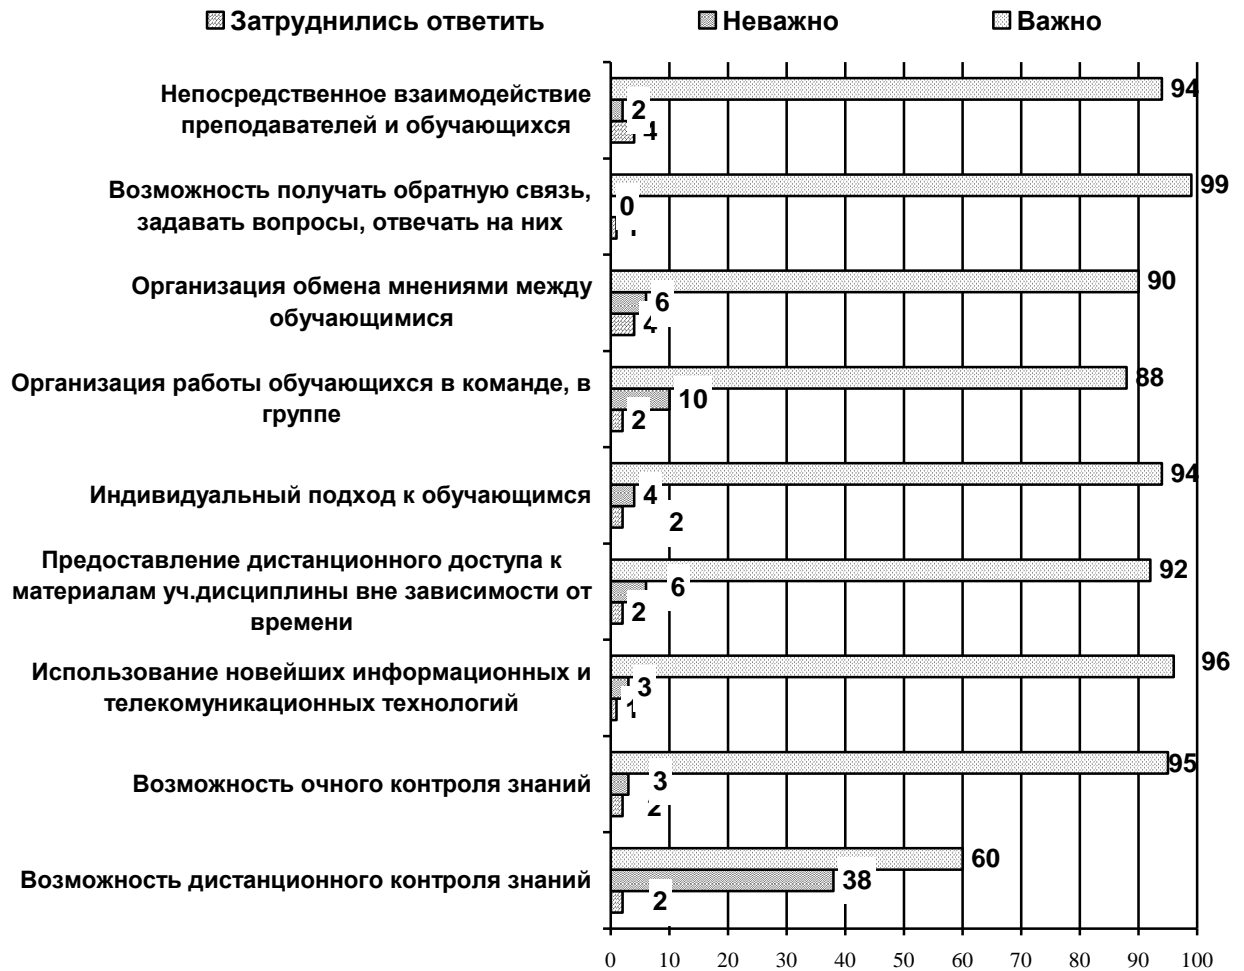 Затруднились ответить Неважно Важно
Непосредственное взаимодействие
преподавателей и обучающихся
94
2
4
Возможность получать обратную связь,
задавать вопросы, отвечать на них
99
0
Организация обмена мнениями между
обучающимися
90
6
4
Организация работы обучающихся в команде, в
группе
88
10
2
Индивидуальный подход к обучающимся
94
4
2
Предоставление дистанционного доступа к
материалам уч.дисциплины вне зависимости от
времени
92
6
2
Использование новейших информационных и
телекомуникационных технологий
96
3
1
Возможность очного контроля знаний
95
3
2
Возможность дистанционного контроля знаний
60
38
2
0 10 20 30 40 50 60 70 80 90 100